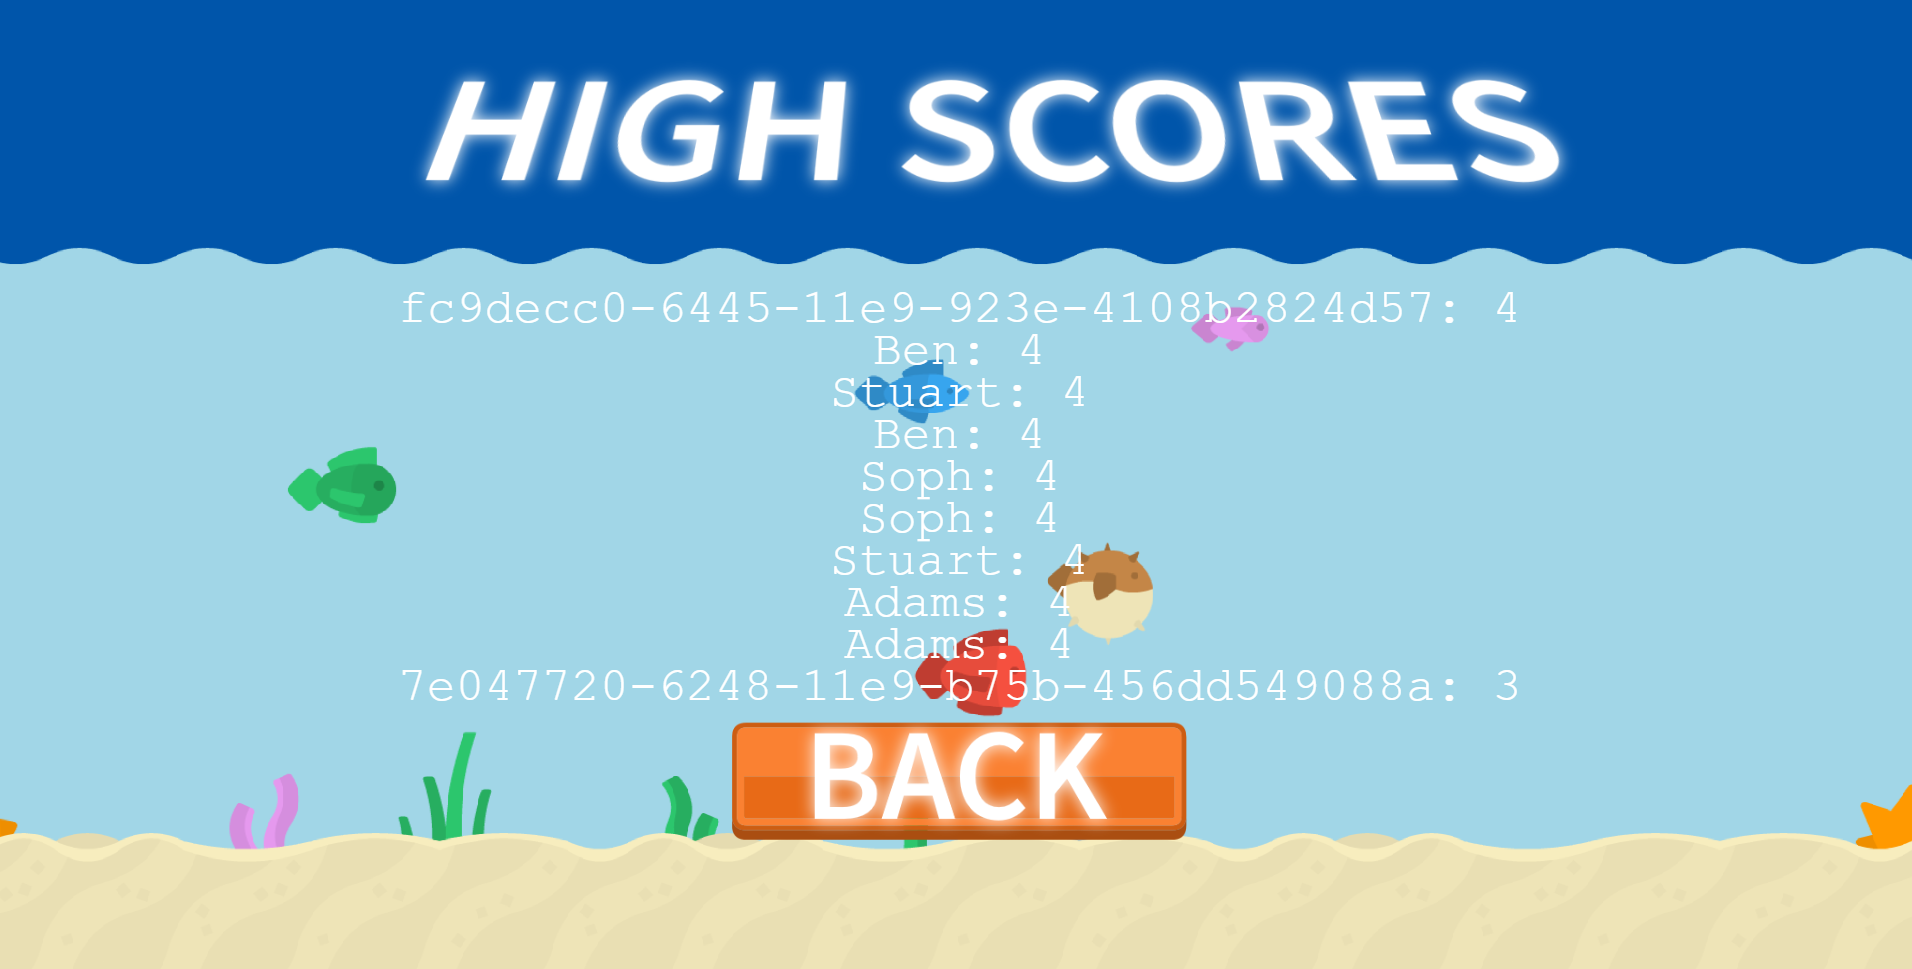 HIGH SCORES
fc9decc0-6445-11e9-923e-4108b2824d57: 4
Ben: 4
Stuart: 4
Ben: 4
Soph: 4
Soph: 4
Stuart: 4
Adams: 4
Adams: 4
7e047720-6248-11e9-b75b-456dd549088a: 3
BACK